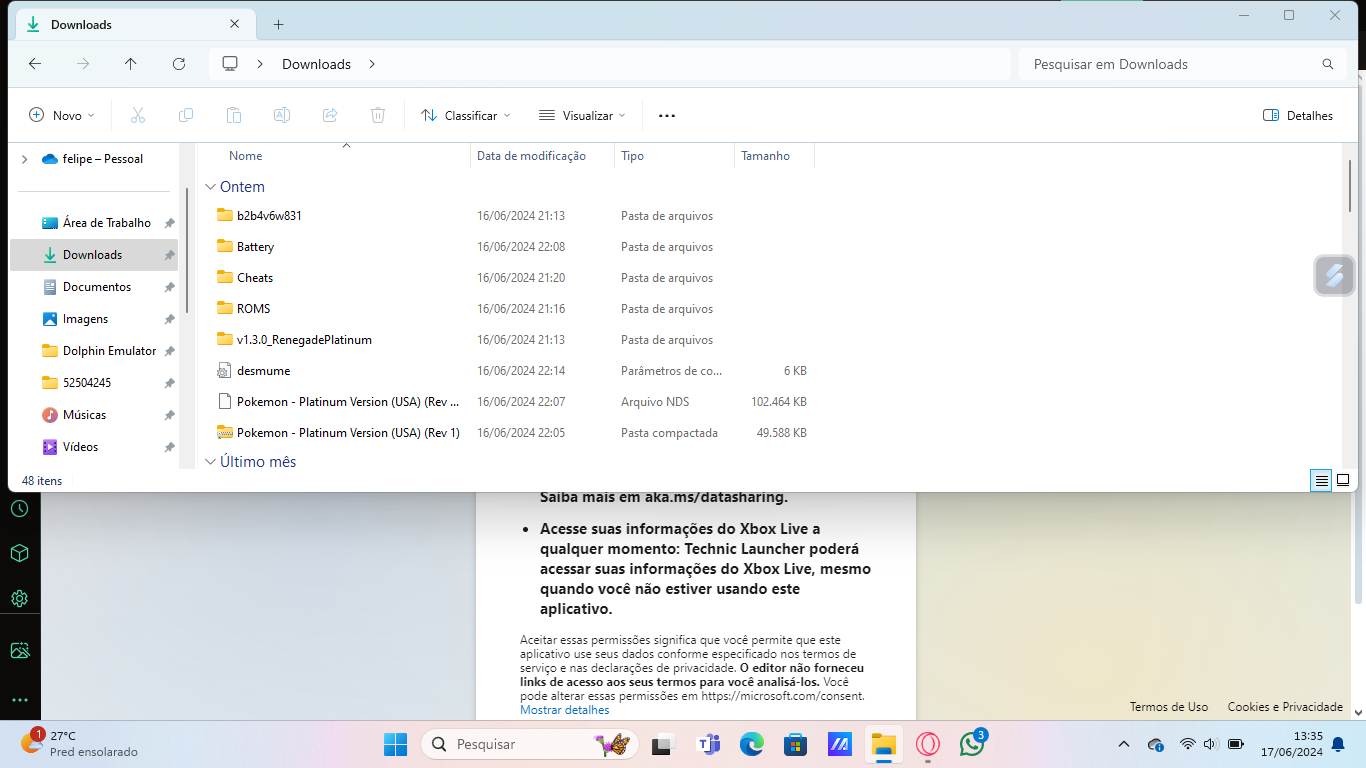 Downloads
Downloads
Pesquisar em Downloads
Novo
Classificar
Visualizar
Detalhes
felipe – Pessoal
Área de Trabalho
Downloads
Documentos
Imagens
Dolphin Emulator
52504245
Músicas
Vídeos
Nome Data de modificação Tipo Tamanho
Ontem
b2b4v6w831 16/06/2024 21:13 Pasta de arquivos
Battery 16/06/2024 22:08 Pasta de arquivos
Cheats 16/06/2024 21:20 Pasta de arquivos
ROMS 16/06/2024 21:16 Pasta de arquivos
v1.3.0_RenegadePlatinum 16/06/2024 21:13 Pasta de arquivos
desmume 16/06/2024 22:14 Parâmetros de co... 6 KB
Pokemon - Platinum Version (USA) (Rev ... 16/06/2024 22:07 Arquivo NDS 102.464 KB
Pokemon - Platinum Version (USA) (Rev 1) 16/06/2024 22:05 Pasta compactada 49.588 KB
Último mês
48 itens
Saiba mais em aka.ms/datasharing.
• Acesse suas informações do Xbox Live a
qualquer momento: Technic Launcher poderá
acessar suas informações do Xbox Live, mesmo
quando você não estiver usando este
aplicativo.
Aceitar essas permissões significa que você permite que este
aplicativo use seus dados conforme especificado nos termos de
serviço e nas declarações de privacidade. O editor não forneceu
links de acesso aos seus termos para você analisá-los. Você
pode alterar essas permissões em https://microsoft.com/consent.
Mostrar detalhes
Termos de Uso Cookies e Privacidade
1
27°C
Pred ensolarado
Pesquisar
3
13:35
17/06/2024